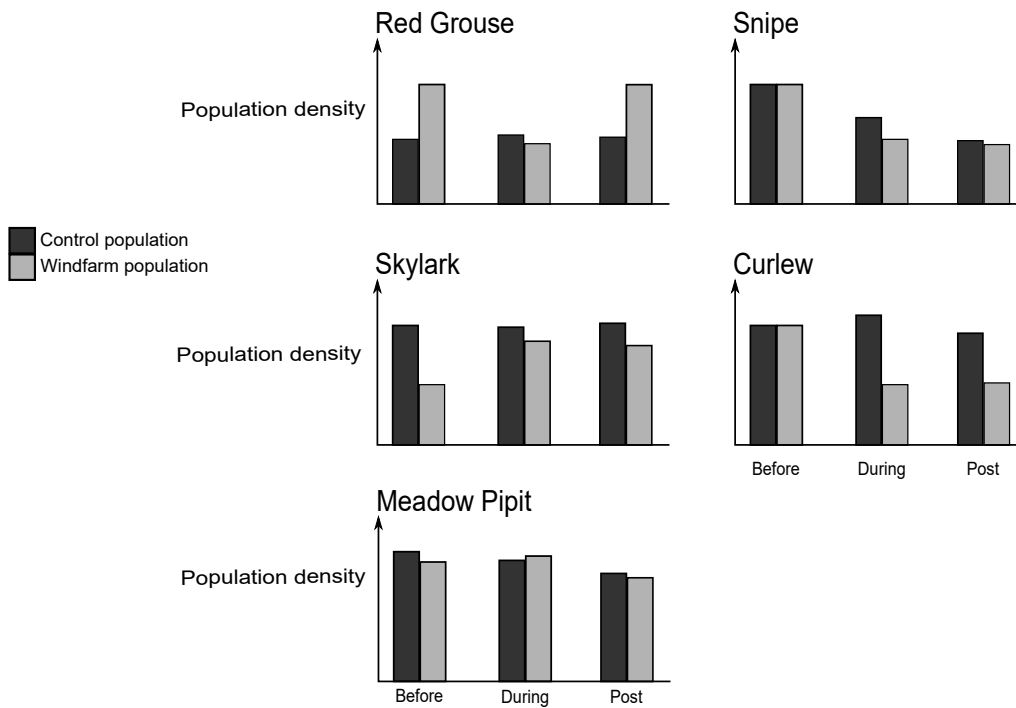 Red Grouse
Snipe
Population density
Control population
Windfarm population
Skylark
Curlew
Population density
Before
During
Post
Meadow Pipit
Population density
Before
During
Post